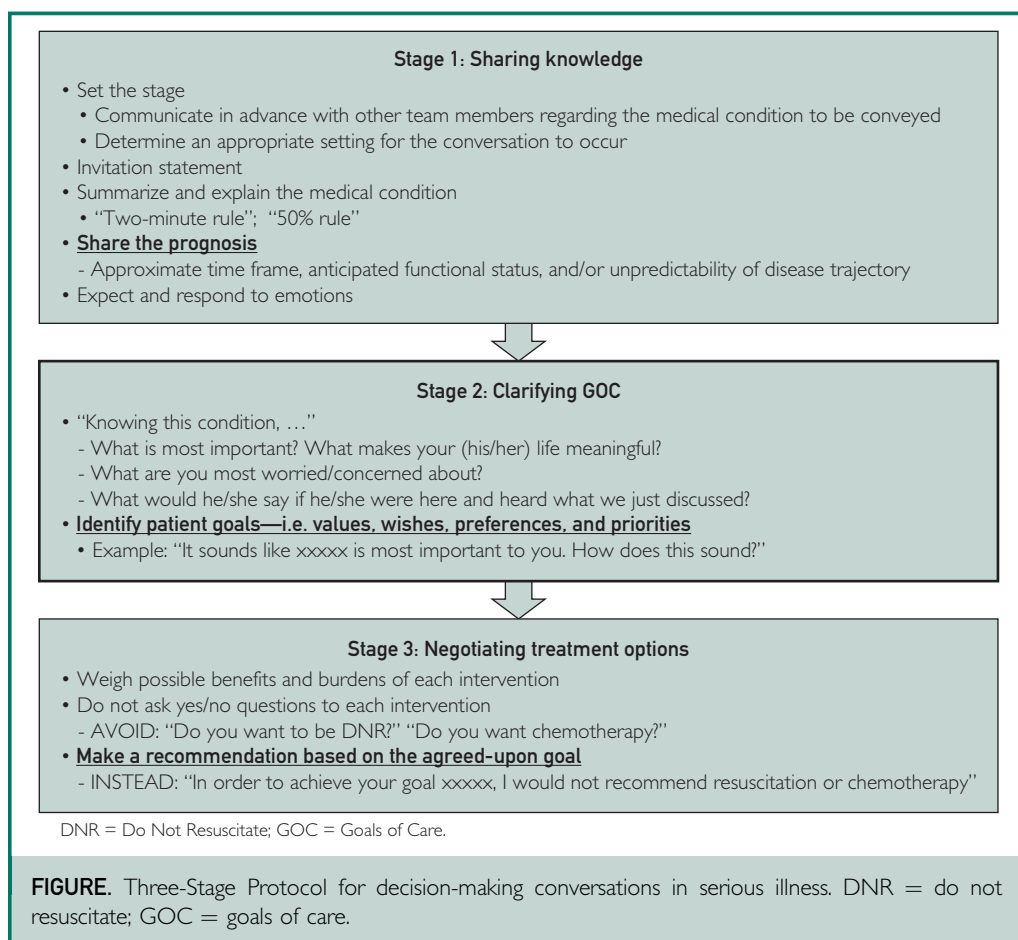 Stage 1: Sharing knowledge
• Set the stage
• Communicate in advance with other team members regarding the medical condition to be conveyed
• Determine an appropriate setting for the conversation to occur
• Invitation statement
• Summarize and explain the medical condition
• “Two-minute rule”; “50% rule”
• Share the prognosis
- Approximate time frame, anticipated functional status, and/or unpredictability of disease trajectory
• Expect and respond to emotions
Stage 2: Clarifying GOC
• “Knowing this condition, …”
- What is most important? What makes your (his/her) life meaningful?
- What are you most worried/concerned about?
- What would he/she say if he/she were here and heard what we just discussed?
• Identify patient goals—i.e. values, wishes, preferences, and priorities
• Example: “It sounds like xxxxx is most important to you. How does this sound?”
Stage 3: Negotiating treatment options
• Weigh possible benefits and burdens of each intervention
• Do not ask yes/no questions to each intervention
- AVOID: “Do you want to be DNR?” “Do you want chemotherapy?”
• Make a recommendation based on the agreed-upon goal
- INSTEAD: “In order to achieve your goal xxxxx, I would not recommend resuscitation or chemotherapy”
DNR = Do Not Resuscitate; GOC = Goals of Care.
FIGURE. Three-Stage Protocol for decision-making conversations in serious illness. DNR = do not
resuscitate; GOC = goals of care.